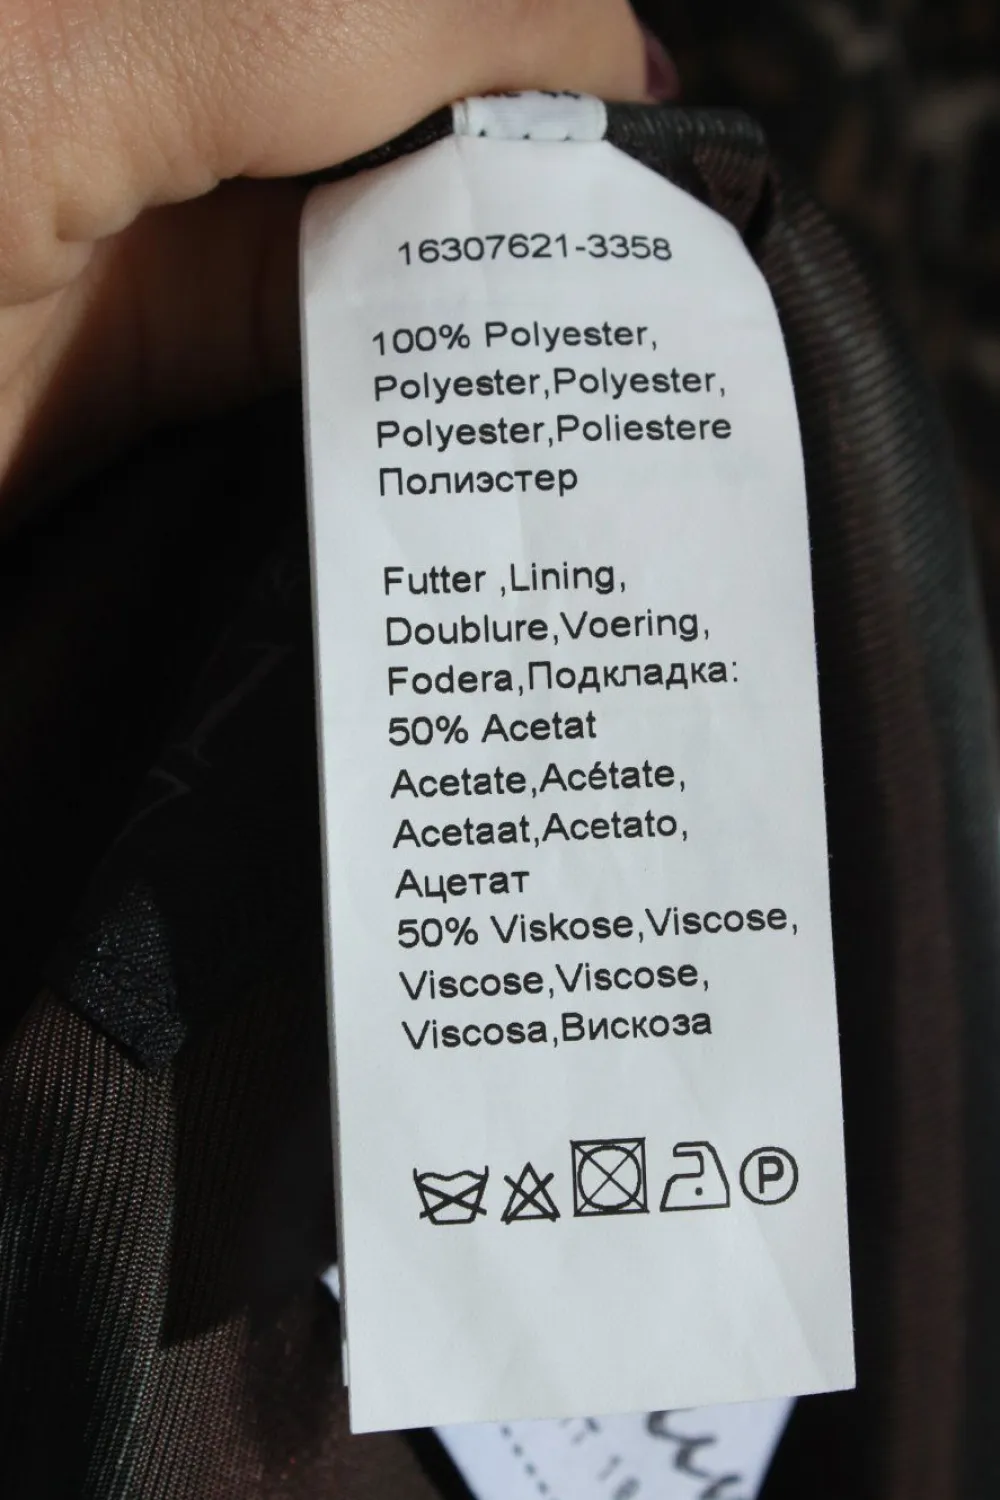 16307621-3358
100% Polyester,
Polyester,Polyester,
Polyester,Poliestere
Полиэстер
Futter ,Lining,
Doublure,Voering,
Fodera,Подкладка:
50% Acetat
Acetate,Acétate,
Acetaat,Acetato,
Ацетат
50% Viskose,Viscose,
Viscose,Viscose,
Viscosa,Вискоза
P